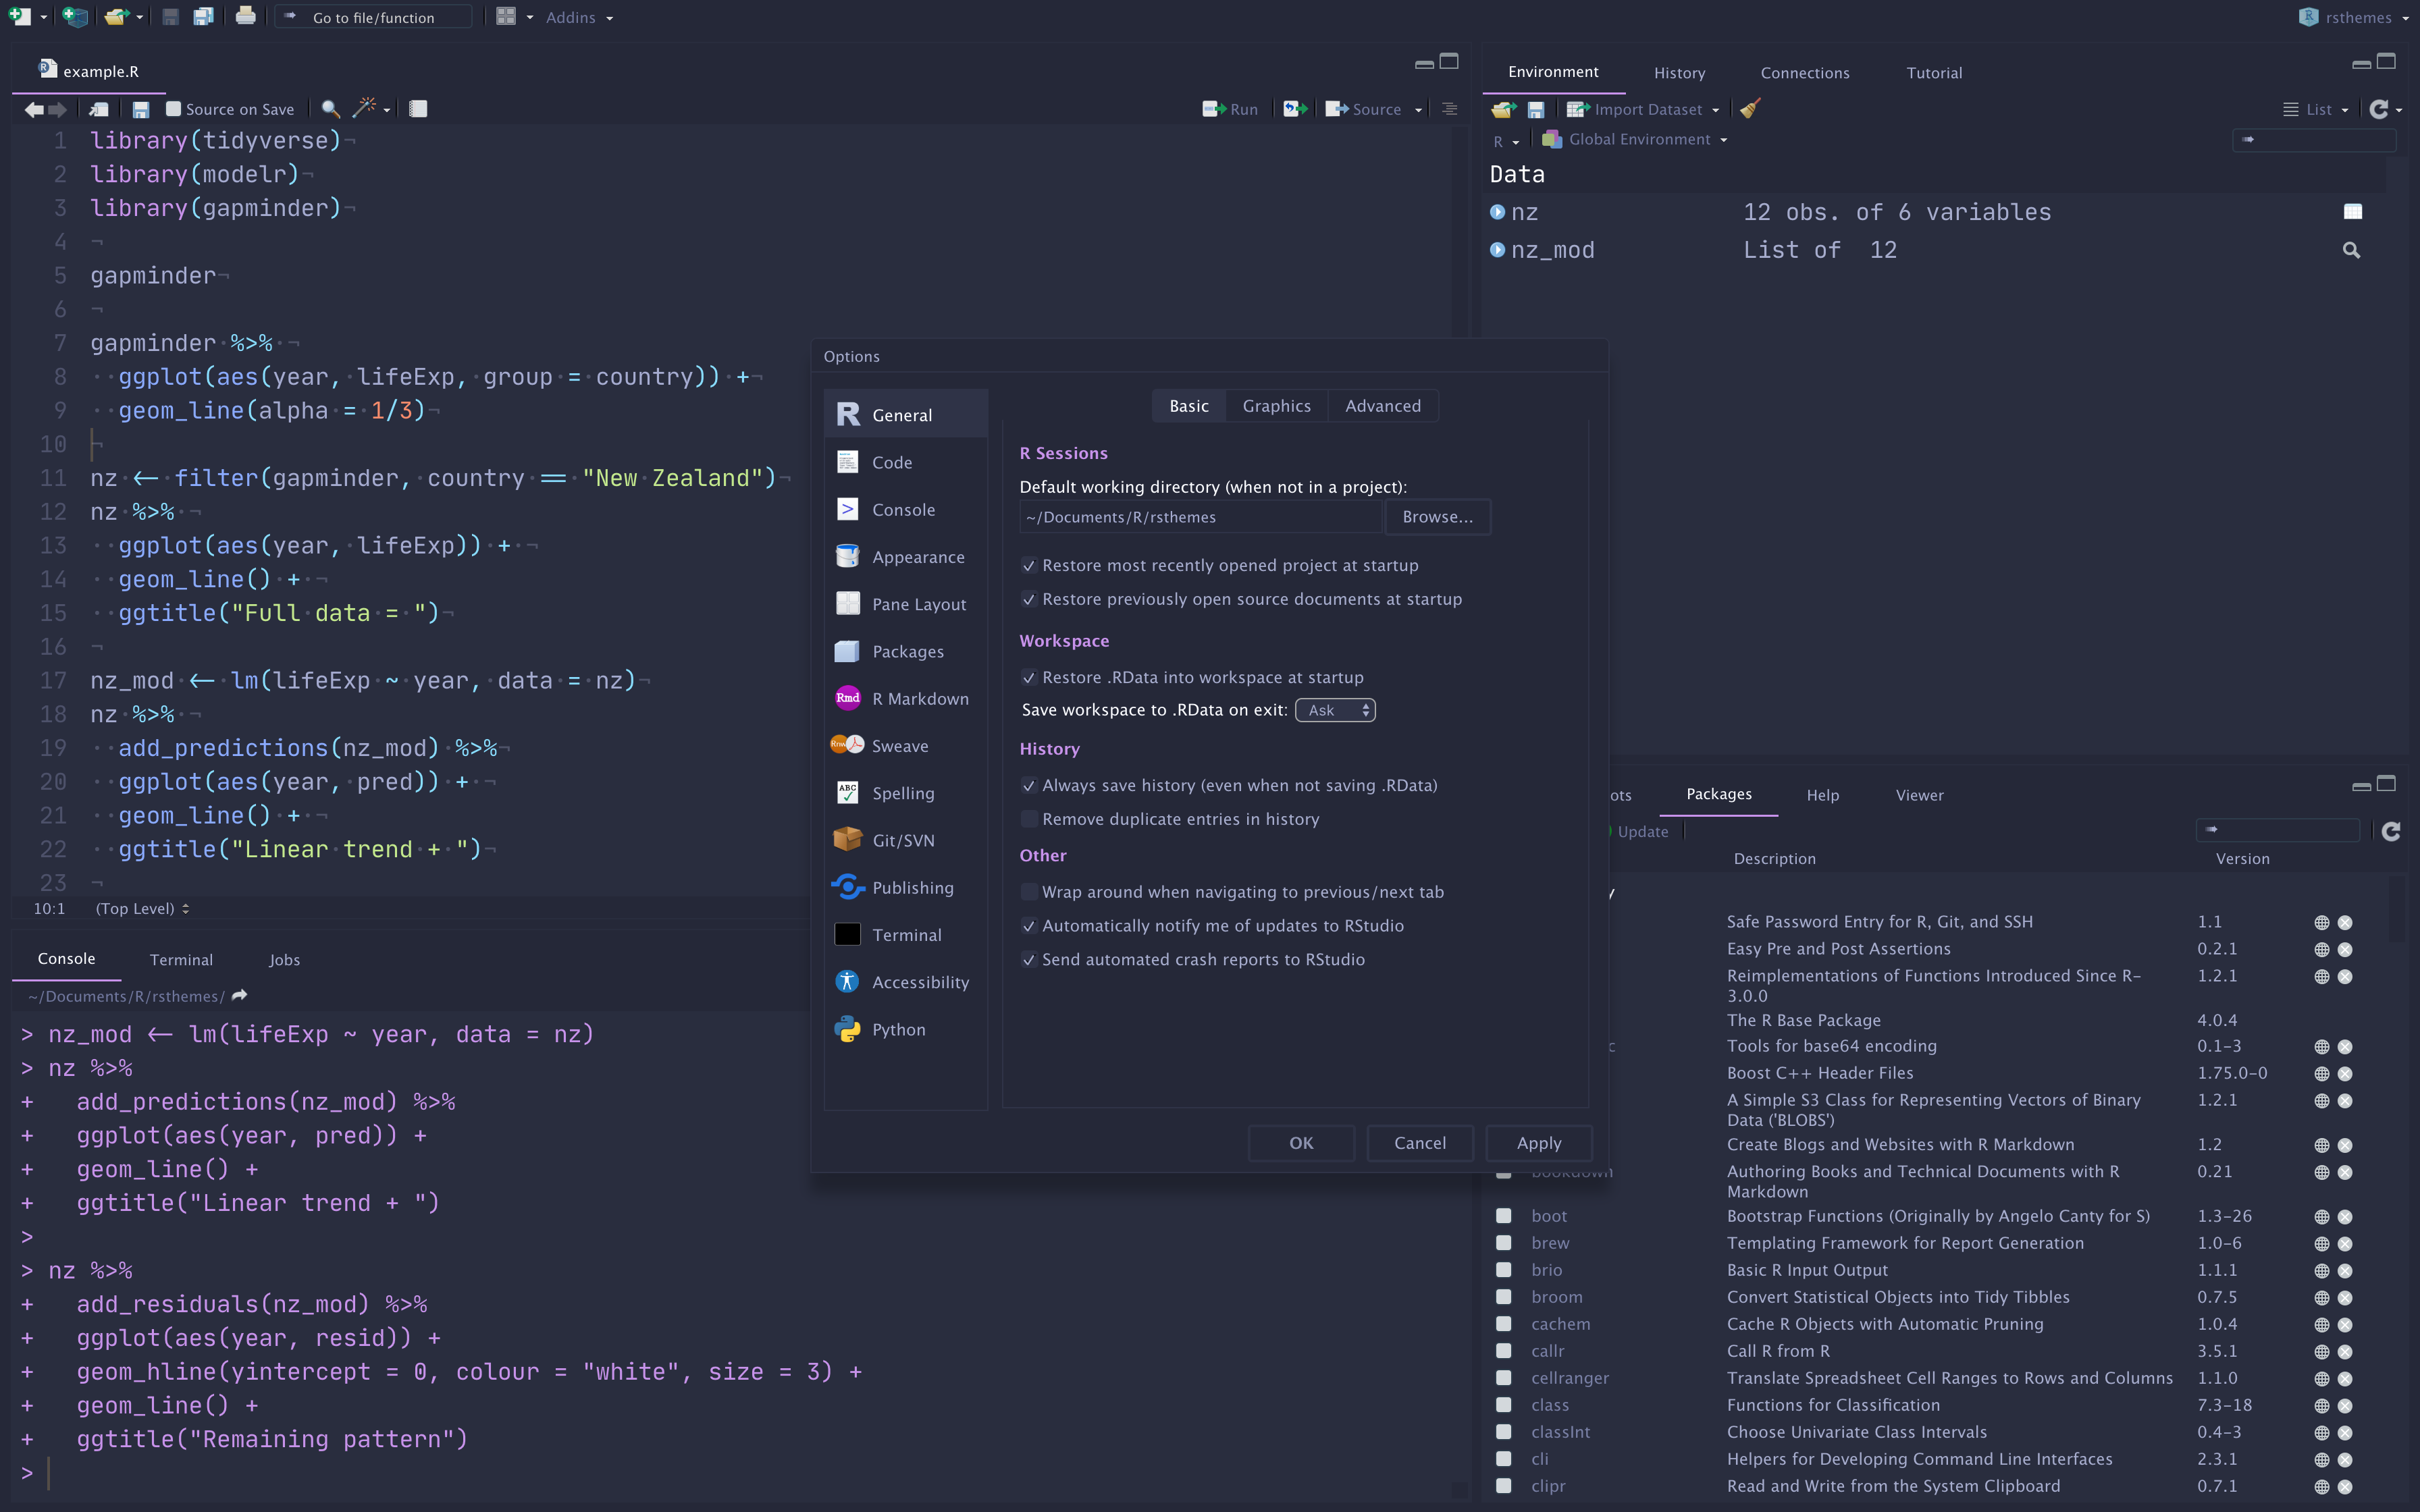 Go to file/function
Addins
rsthemes
example.R
Source on Save
Run
Source
1 library(tidyverse)¬
2 library(modelr)¬
3 library(gapminder)¬
4 ¬
5 gapminder¬
6 ¬
7 gapminder·%>%·¬
8 ··ggplot(aes(year,·lifeExp,·group·=·country))·+¬
9 ··geom_line(alpha·=·1/3)¬
10 ¬
11 nz·<-·filter(gapminder,·country·==·"New·Zealand")¬
12 nz·%>%·¬
13 ··ggplot(aes(year,·lifeExp))·+·¬
14 ··geom_line()·+·¬
15 ··ggtitle("Full·data·=·")¬
16 ¬
17 nz_mod·<-·lm(lifeExp·~·year,·data·=·nz)¬
18 nz·%>%·¬
19 ··add_predictions(nz_mod)·%>%¬
20 ··ggplot(aes(year,·pred))·+·¬
21 ··geom_line()·+·¬
22 ··ggtitle("Linear·trend·+·")¬
23 ¬
10:1 (Top Level)
Console Terminal Jobs
~/Documents/R/rsthemes/
> nz_mod <- lm(lifeExp ~ year, data = nz)
> nz %>%
+   add_predictions(nz_mod) %>%
+   ggplot(aes(year, pred)) +
+   geom_line() +
+   ggtitle("Linear trend + ")
>
> nz %>%
+   add_residuals(nz_mod) %>%
+   ggplot(aes(year, resid)) +
+   geom_hline(yintercept = 0, colour = "white", size = 3) +
+   geom_line() +
+   ggtitle("Remaining pattern")
>
Options
General
Code
Console
Appearance
Pane Layout
Packages
Rmd R Markdown
Rnw Sweave
ABC Spelling
Git/SVN
Publishing
Terminal
Accessibility
Python
Basic Graphics Advanced
R Sessions
Default working directory (when not in a project):
~/Documents/R/rsthemes Browse...
Restore most recently opened project at startup
Restore previously open source documents at startup
Workspace
Restore .RData into workspace at startup
Save workspace to .RData on exit: Ask
History
Always save history (even when not saving .RData)
Remove duplicate entries in history
Other
Wrap around when navigating to previous/next tab
Automatically notify me of updates to RStudio
Send automated crash reports to RStudio
OK Cancel Apply
Environment History Connections Tutorial
Import Dataset List
R Global Environment
Data
nz 12 obs. of 6 variables
nz_mod List of  12
ots Packages Help Viewer
Update
Description Version
y
Safe Password Entry for R, Git, and SSH 1.1
Easy Pre and Post Assertions 0.2.1
Reimplementations of Functions Introduced Since R- 1.2.1
3.0.0
The R Base Package 4.0.4
c Tools for base64 encoding 0.1-3
Boost C++ Header Files 1.75.0-0
A Simple S3 Class for Representing Vectors of Binary 1.2.1
Data ('BLOBS')
Create Blogs and Websites with R Markdown 1.2
bookdown Authoring Books and Technical Documents with R 0.21
Markdown
boot Bootstrap Functions (Originally by Angelo Canty for S) 1.3-26
brew Templating Framework for Report Generation 1.0-6
brio Basic R Input Output 1.1.1
broom Convert Statistical Objects into Tidy Tibbles 0.7.5
cachem Cache R Objects with Automatic Pruning 1.0.4
callr Call R from R 3.5.1
cellranger Translate Spreadsheet Cell Ranges to Rows and Columns 1.1.0
class Functions for Classification 7.3-18
classInt Choose Univariate Class Intervals 0.4-3
cli Helpers for Developing Command Line Interfaces 2.3.1
clipr Read and Write from the System Clipboard 0.7.1